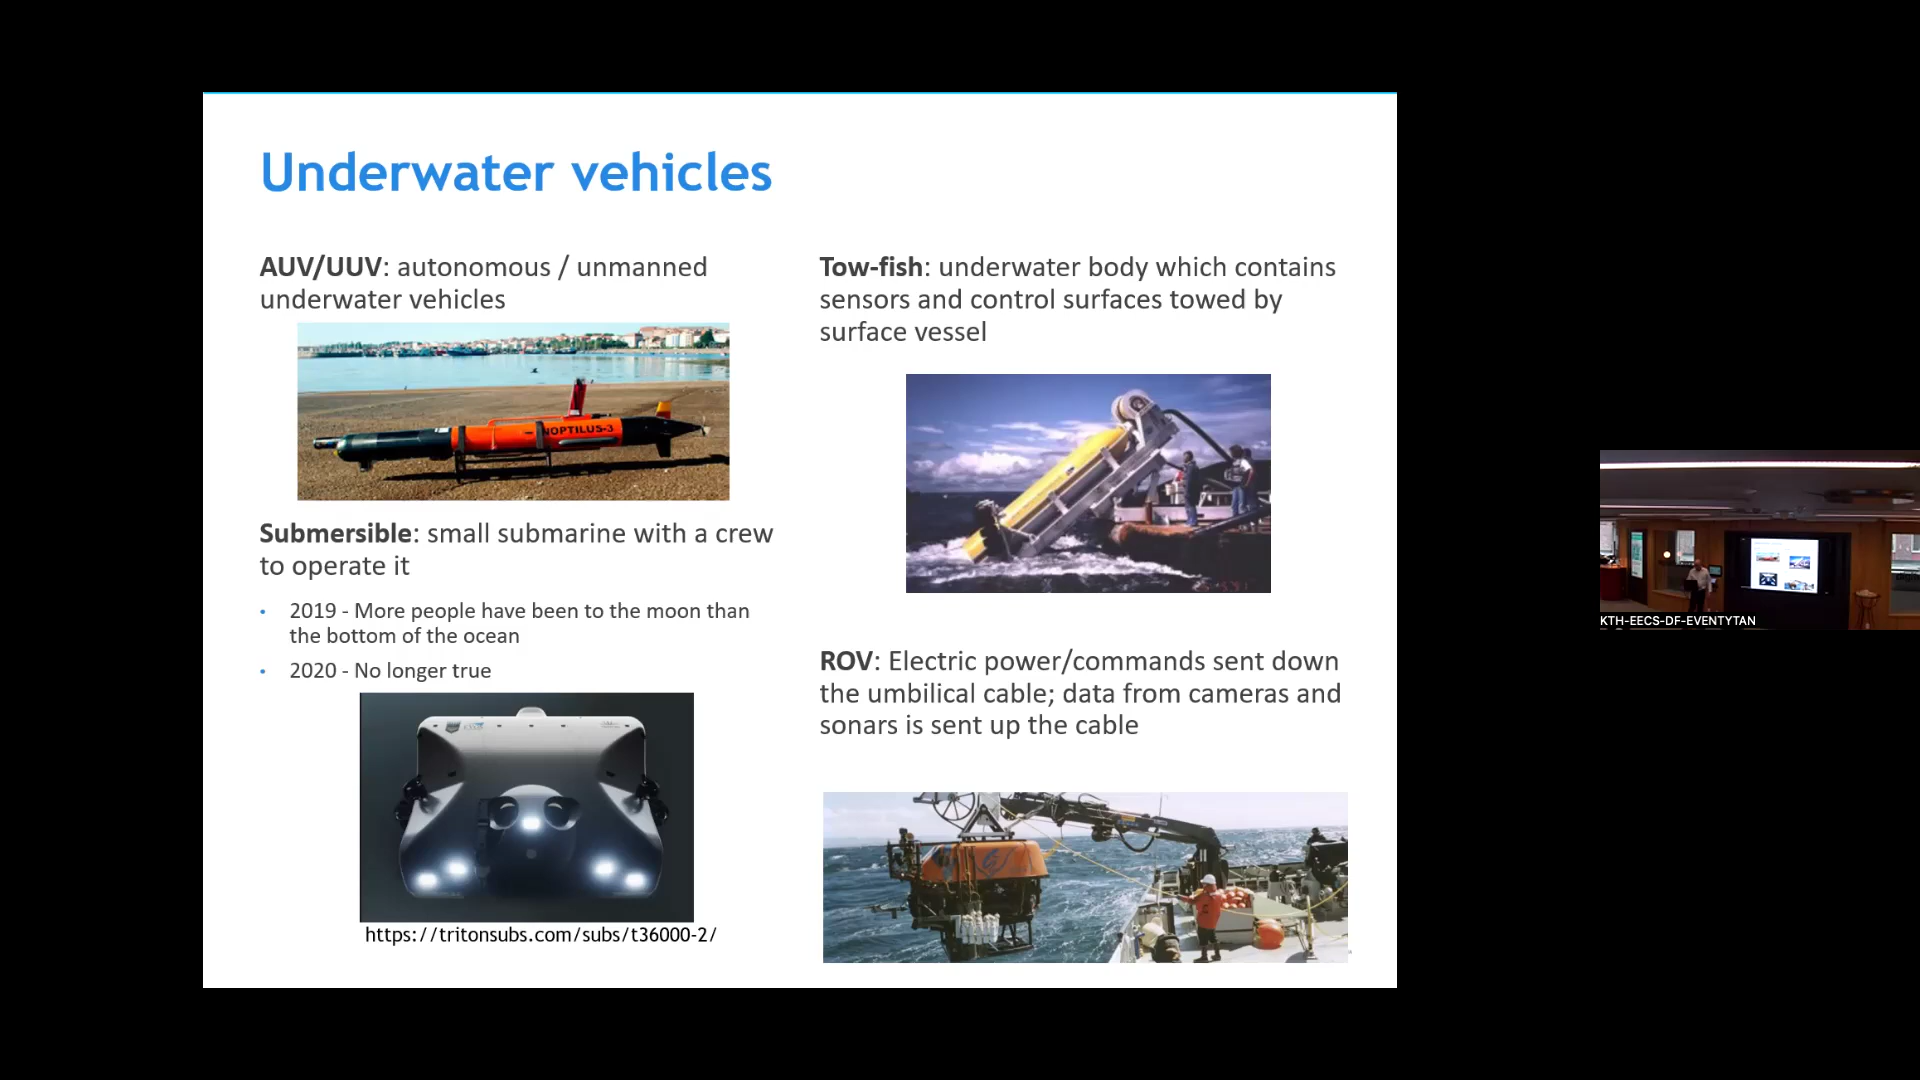 Underwater vehicles
AUV/UUV: autonomous / unmanned
underwater vehicles
NOPTILUS-3
Submersible: small submarine with a crew
to operate it
• 2019 - More people have been to the moon than
the bottom of the ocean
• 2020 - No longer true
https://tritonsubs.com/subs/t36000-2/
Tow-fish: underwater body which contains
sensors and control surfaces towed by
surface vessel
ROV: Electric power/commands sent down
the umbilical cable; data from cameras and
sonars is sent up the cable
KTH-EECS-DF-EVENTYTAN